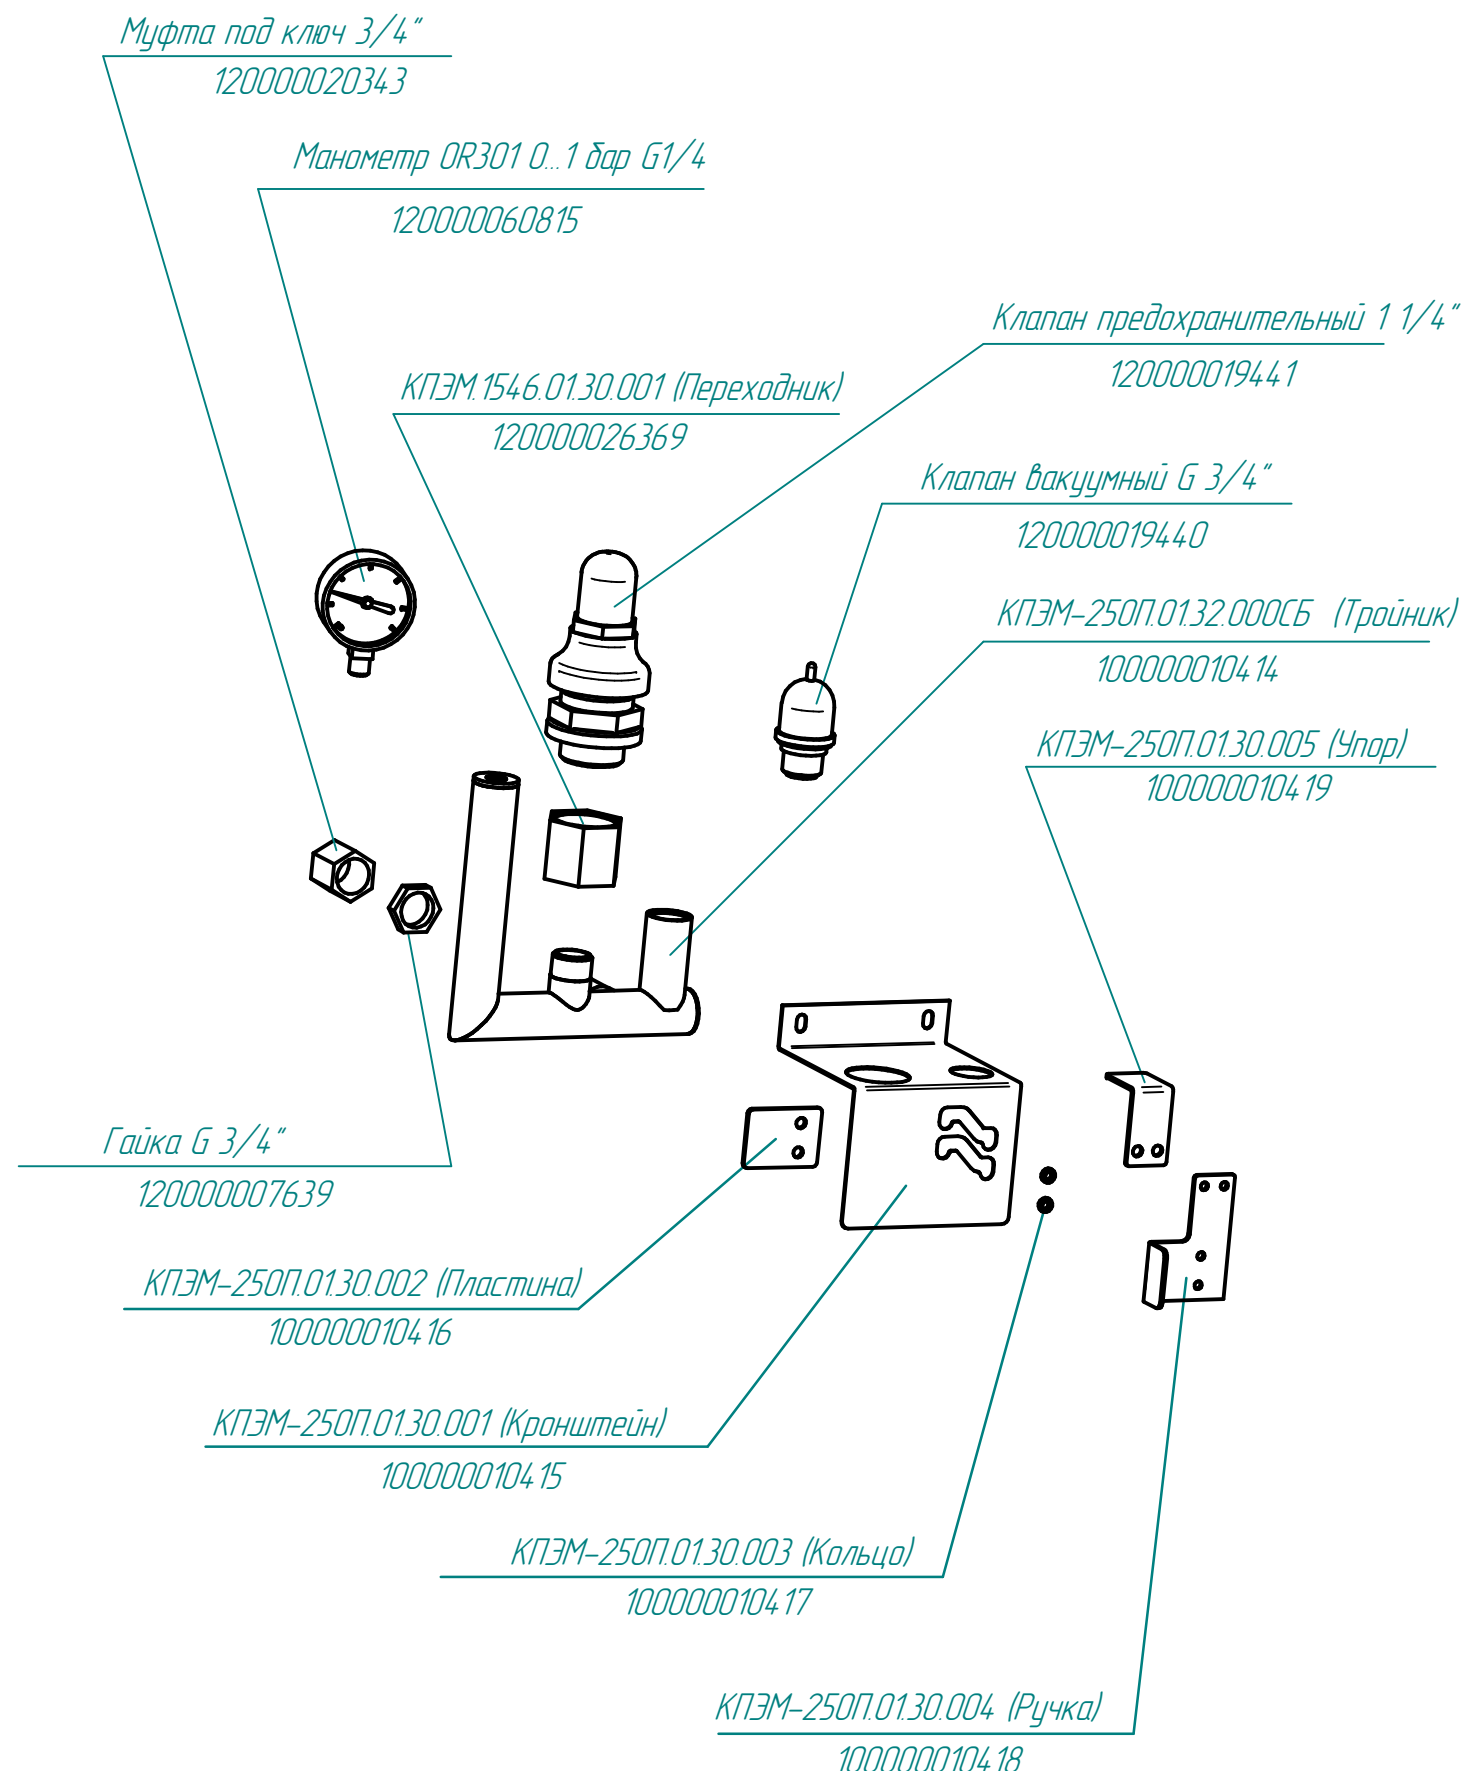 Муфта под ключ 3/4"
120000020343
Манометр OR301 0...1 бар G1/4
120000060815
Клапан предохранительный 1 1/4"
120000019441
КПЭМ.1546.01.30.001 (Переходник)
120000026369
Клапан вакуумный G 3/4"
120000019440
КПЭМ-250П.01.32.000СБ (Тройник)
100000010414
КПЭМ-250П.01.30.005 (Упор)
100000010419
Гайка G 3/4"
120000007639
КПЭМ-250П.01.30.002 (Пластина)
100000010416
КПЭМ-250П.01.30.001 (Кронштейн)
100000010415
КПЭМ-250П.01.30.003 (Кольцо)
100000010417
КПЭМ-250П.01.30.004 (Ручка)
100000010418